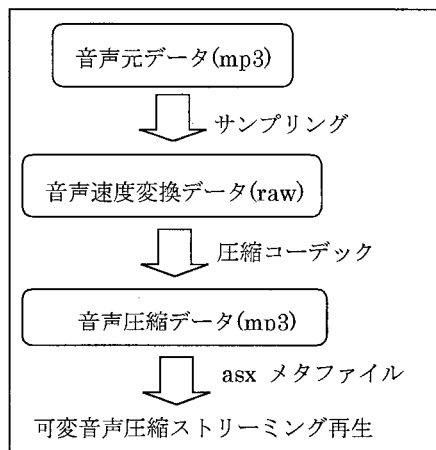 音声元データ(mp3)
サンプリング
音声速度変換データ(raw)
圧縮コーデック
音声圧縮データ(mp3)
asx メタファイル
可変音声圧縮ストリーミング再生